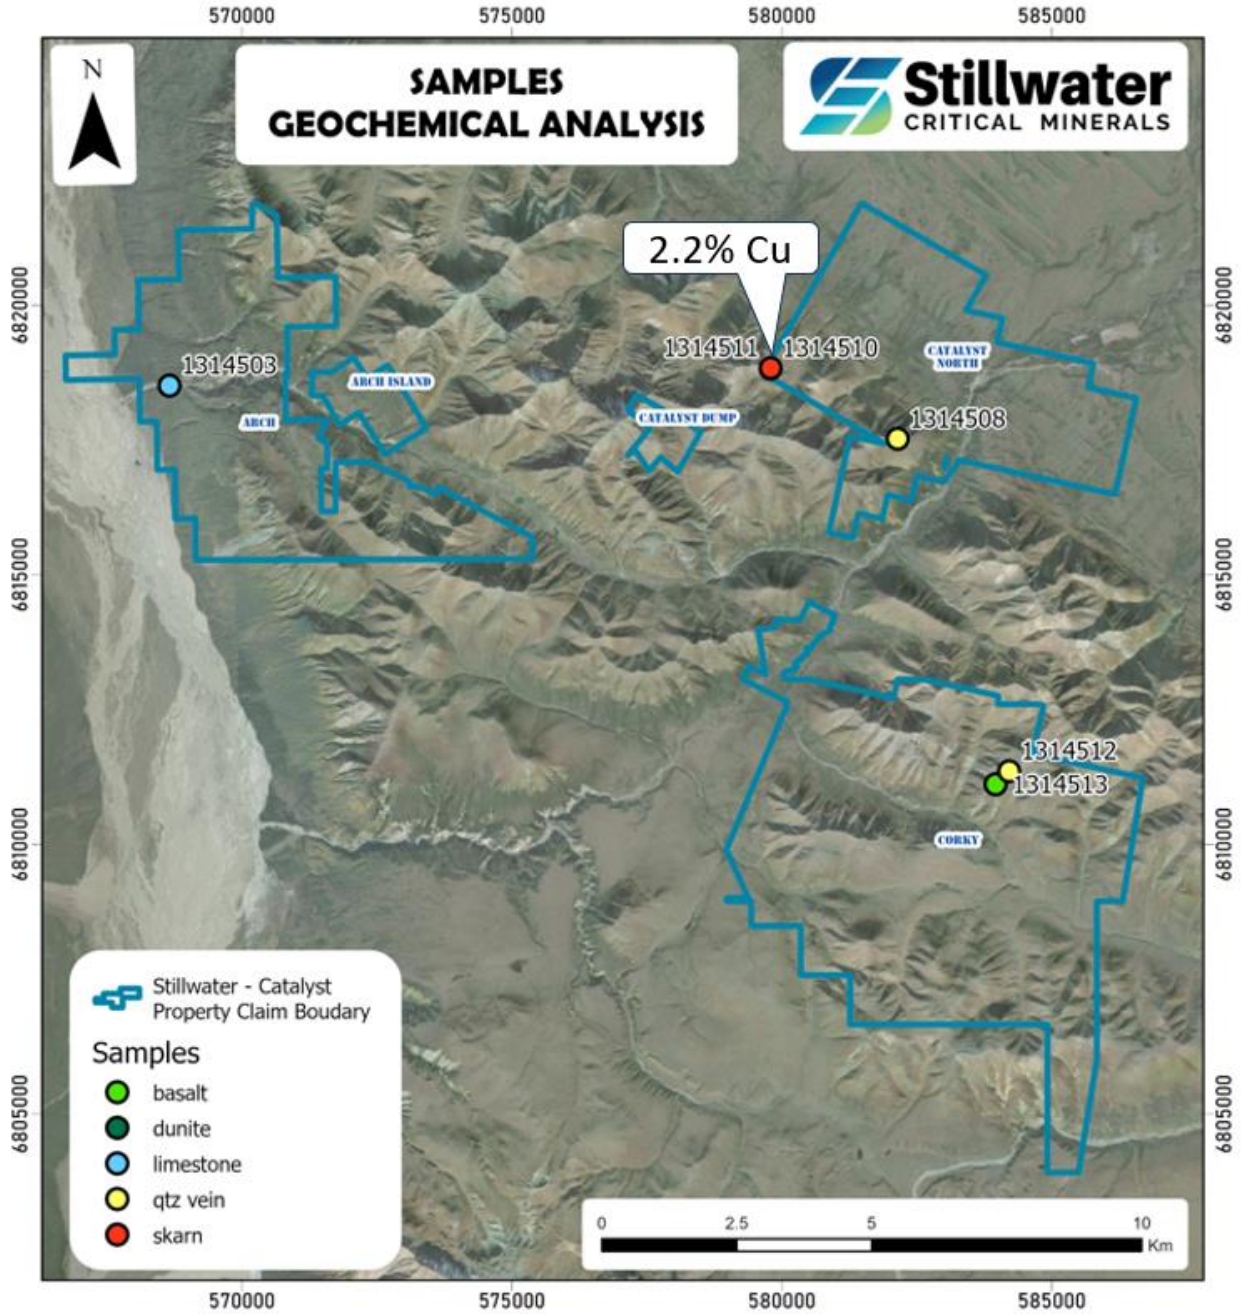 570000
575000
580000
585000
N
SAMPLES
GEOCHEMICAL ANALYSIS
Stillwater
CRITICAL MINERALS
2.2% Cu
6820000
6820000
1314511
1314510
1314503
CATALYST
NORTH
ARCH ISLAND
ARCH
CATALYST DUMP
1314508
6815000
6815000
1314512
1314513
CORKY
6810000
6810000
Stillwater - Catalyst
Property Claim Boudary
Samples
basalt
dunite
limestone
qtz vein
skarn
6805000
6805000
0
2.5
5
10
Km
570000
575000
580000
585000